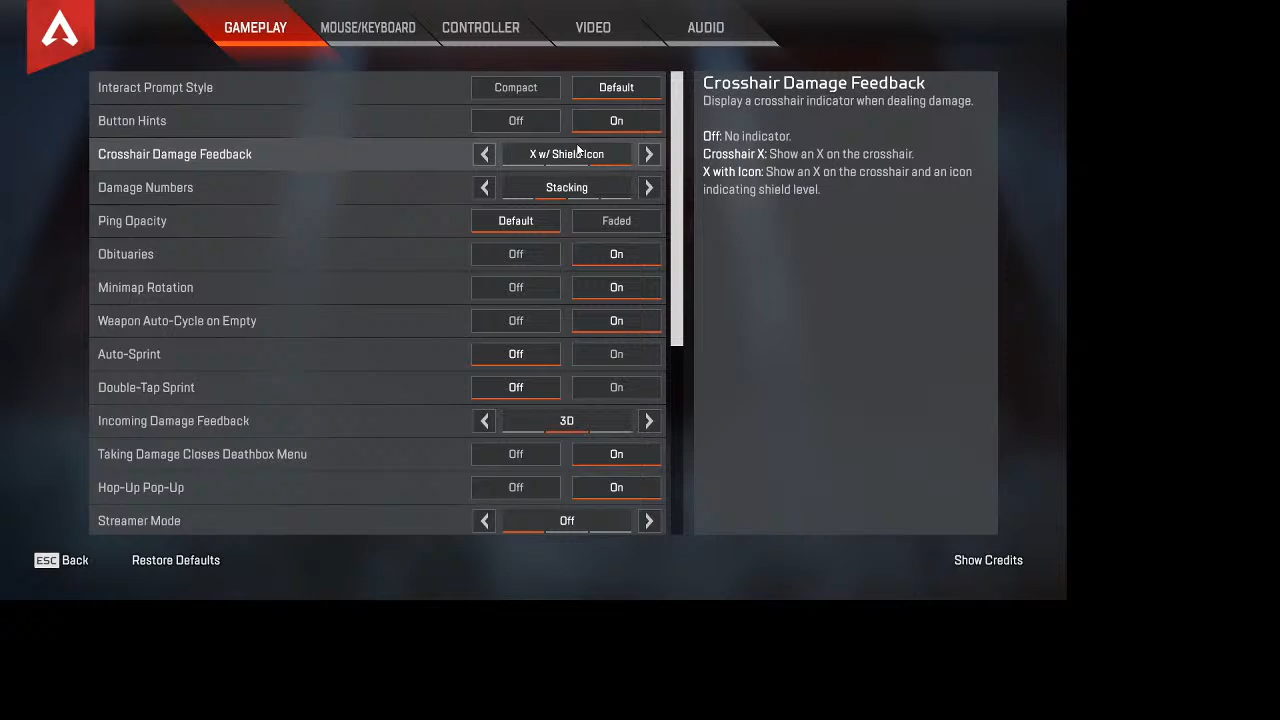 GAMEPLAY MOUSE/KEYBOARD CONTROLLER VIDEO AUDIO
Interact Prompt Style Compact Default
Button Hints Off On
Crosshair Damage Feedback X w/ Shield Icon
Damage Numbers Stacking
Ping Opacity Default Faded
Obituaries Off On
Minimap Rotation Off On
Weapon Auto-Cycle on Empty Off On
Auto-Sprint Off On
Double-Tap Sprint Off On
Incoming Damage Feedback 3D
Taking Damage Closes Deathbox Menu Off On
Hop-Up Pop-Up Off On
Streamer Mode Off
Crosshair Damage Feedback
Display a crosshair indicator when dealing damage.
Off: No indicator.
Crosshair X: Show an X on the crosshair.
X with Icon: Show an X on the crosshair and an icon
indicating shield level.
ESC Back Restore Defaults Show Credits